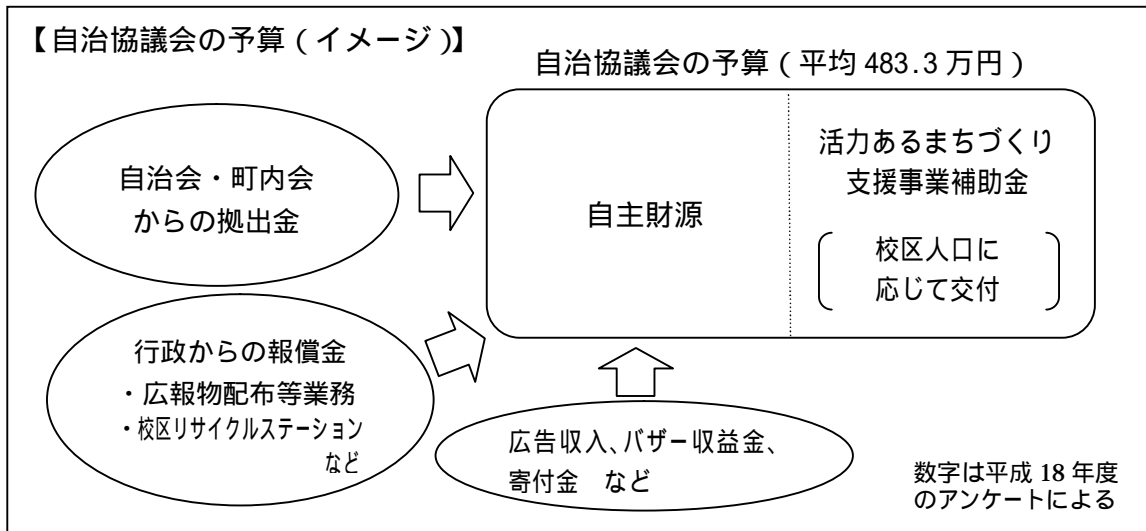 【自治協議会の予算(イメージ)】
自治協議会の予算(平均 483.3 万円)
自治会・町内会
からの拠出金
自主財源
活力あるまちづくり
支援事業補助金
校区人口に
応じて交付
行政からの報償金
・広報物配布等業務
・校区リサイクルステーション
など
広告収入、バザー収益金、
寄付金 など
数字は平成 18 年度
のアンケートによる